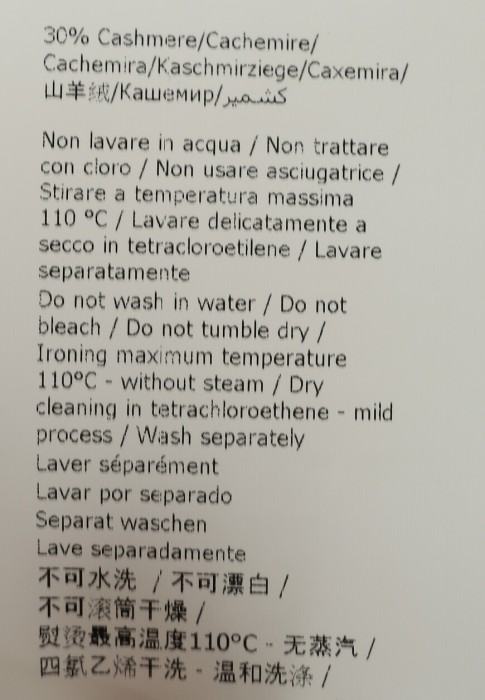 30% Cashmere/Cachemire/
Cachemira/Kaschmirziege/Caxemira/
山羊绒/Кашемир/كشمير
Non lavare in acqua / Non trattare
con cloro / Non usare asciugatrice /
Stirare a temperatura massima
110 °C / Lavare delicatamente a
secco in tetracloroetilene / Lavare
separatamente
Do not wash in water / Do not
bleach / Do not tumble dry /
Ironing maximum temperature
110°C - without steam / Dry
cleaning in tetrachloroethene - mild
process / Wash separately
Laver séparément
Lavar por separado
Separat waschen
Lave separadamente
不可水洗 / 不可漂白 /
不可滚筒干燥 /
熨烫最高温度110°C - 无蒸汽 /
四氯乙烯干洗 - 温和洗涤 /